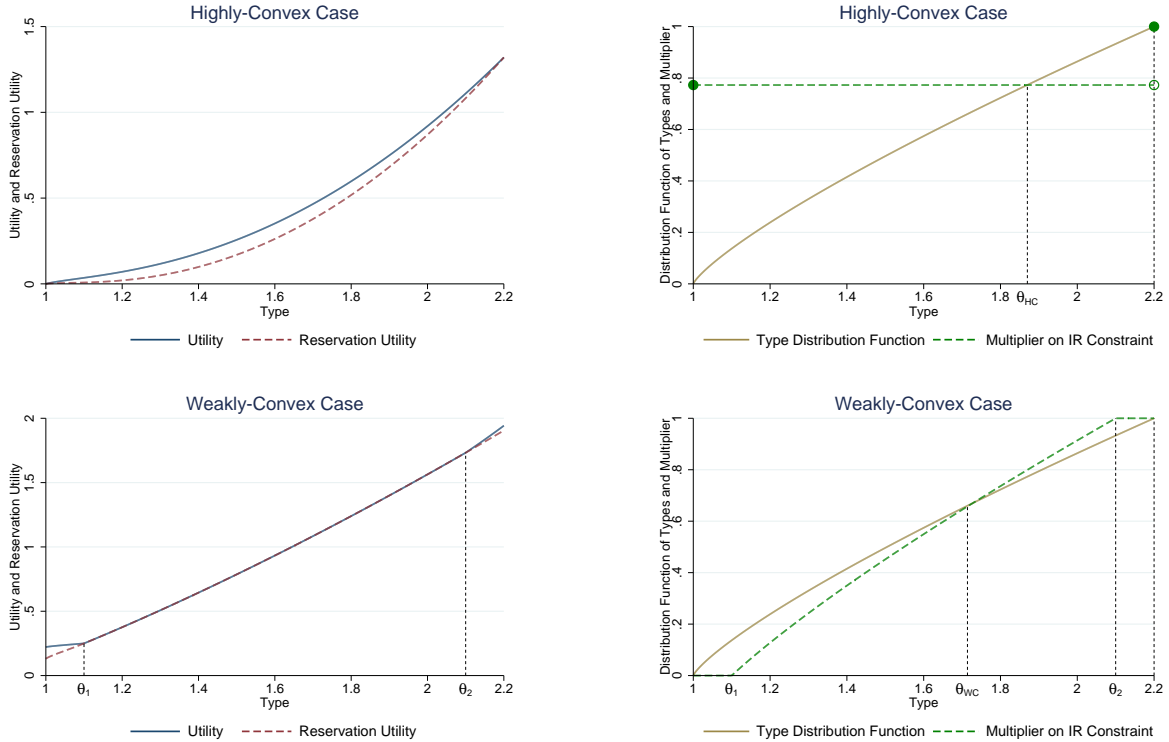 Highly-Convex Case
Utility and Reservation Utility
0 .5 1 1.5
1 1.2 1.4 1.6 1.8 2 2.2
Type
Utility Reservation Utility
Highly-Convex Case
Distribution Function of Types and Multiplier
0 .2 .4 .6 .8 1
1 1.2 1.4 1.6 1.8 θHC 2 2.2
Type
Type Distribution Function Multiplier on IR Constraint
Weakly-Convex Case
Utility and Reservation Utility
0 .5 1 1.5 2
1 θ1 1.2 1.4 1.6 1.8 2 θ2 2.2
Type
Utility Reservation Utility
Weakly-Convex Case
Distribution Function of Types and Multiplier
0 .2 .4 .6 .8 1
1 θ1 1.2 1.4 1.6 θWC 1.8 2 θ2 2.2
Type
Type Distribution Function Multiplier on IR Constraint